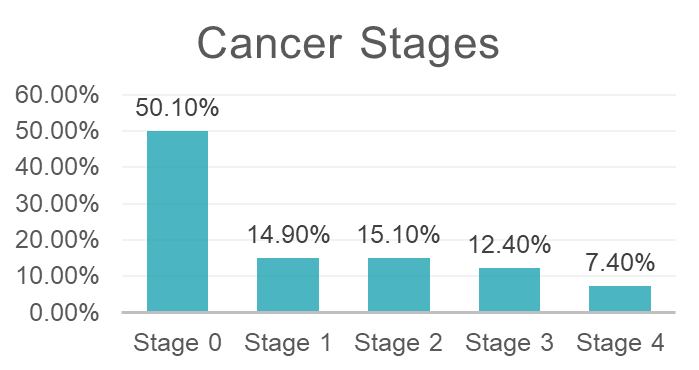 Cancer Stages
60.00%
50.00%
40.00%
30.00%
20.00%
10.00%
0.00%
50.10%
14.90%
15.10%
12.40%
7.40%
Stage 0
Stage 1
Stage 2
Stage 3
Stage 4